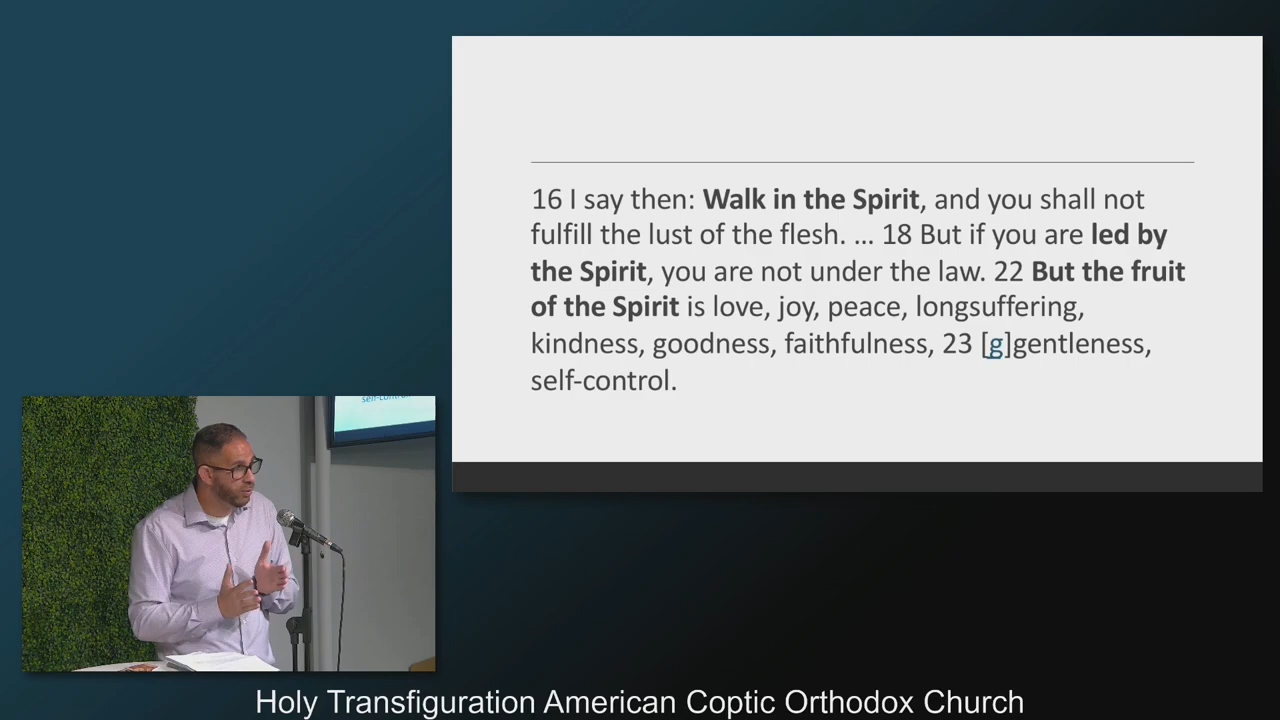 16 I say then: Walk in the Spirit, and you shall not
fulfill the lust of the flesh. ... 18 But if you are led by
the Spirit, you are not under the law. 22 But the fruit
of the Spirit is love, joy, peace, longsuffering,
kindness, goodness, faithfulness, 23 [g]gentleness,
self-control.
self-control
Holy Transfiguration American Coptic Orthodox Church